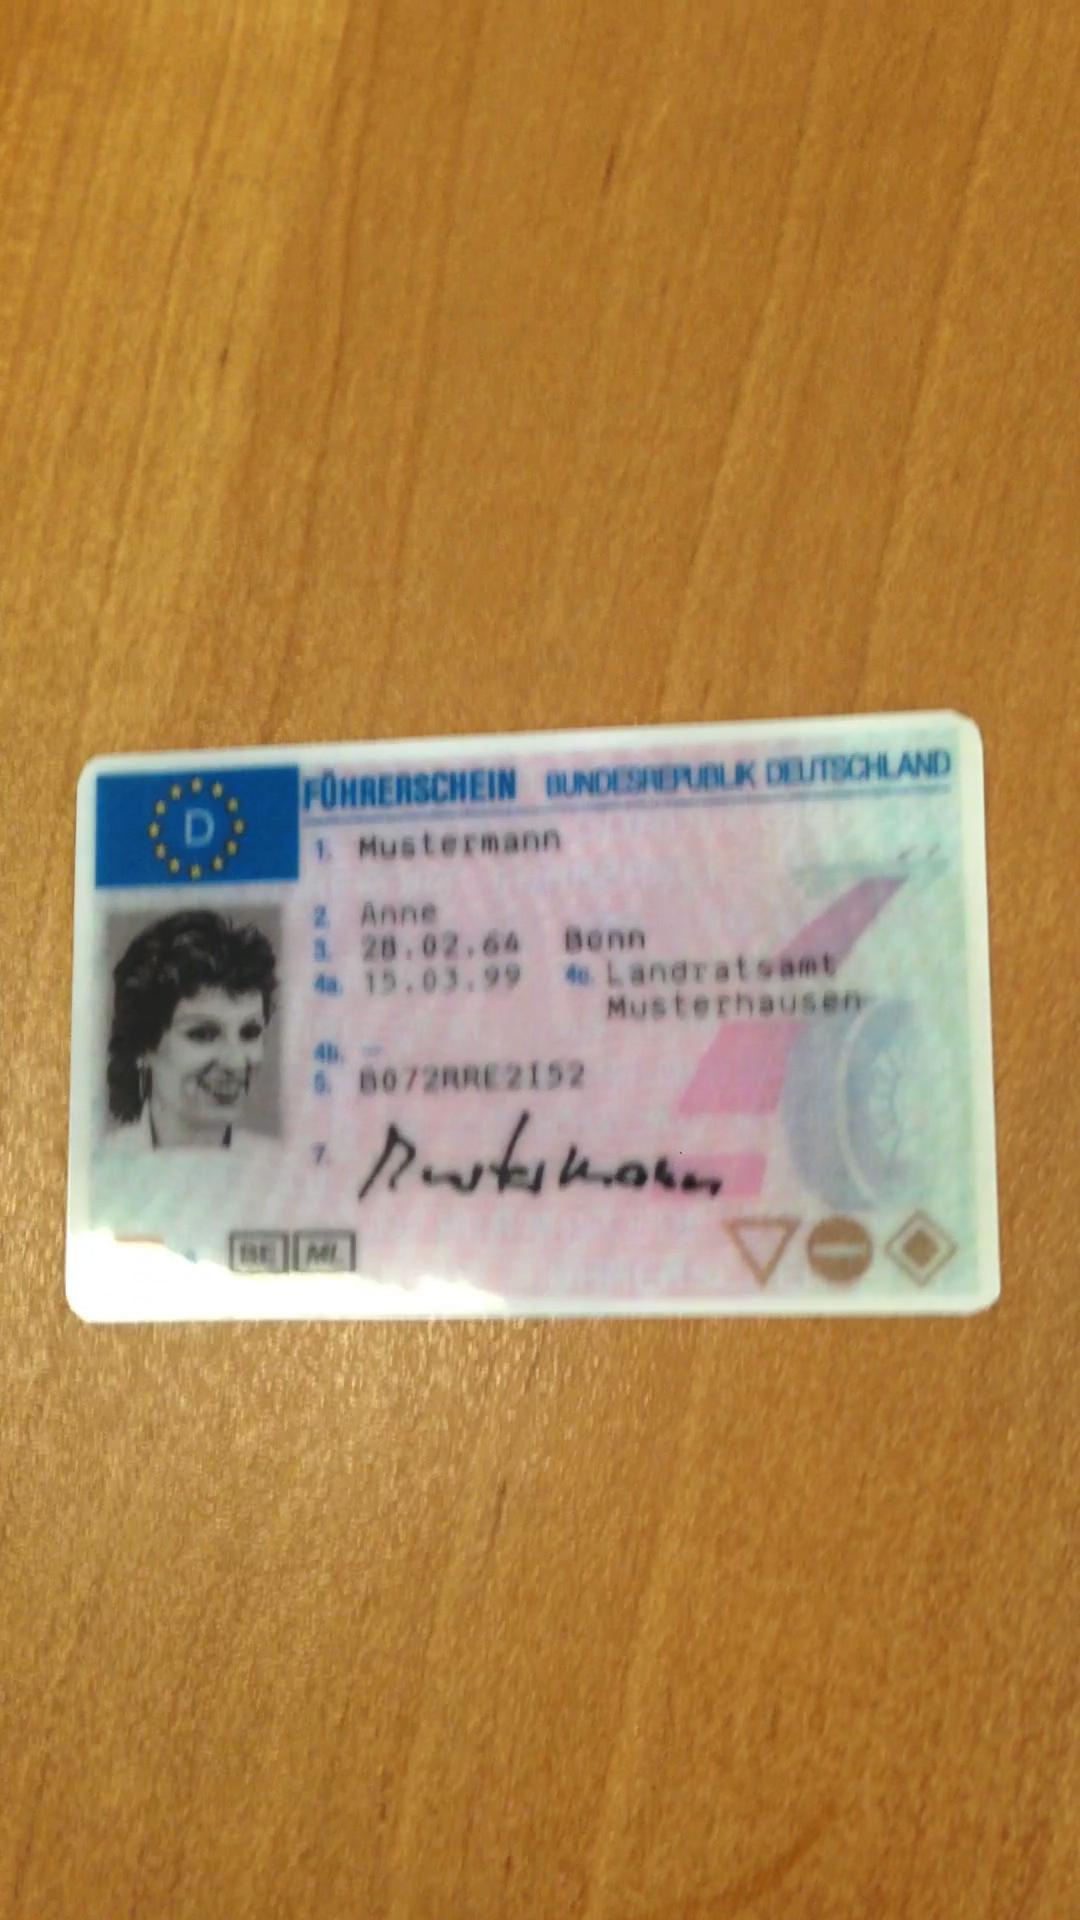 D
FÜHRERSCHEIN BUNDESREPUBLIK DEUTSCHLAND
1. Mustermann
2. Anne
3. 28.02.64 Bonn
4a. 15.03.99 4c. Landratsamt
Musterhausen
4b. –
5. B072RRE2I52
7. Mustermann
BE ML